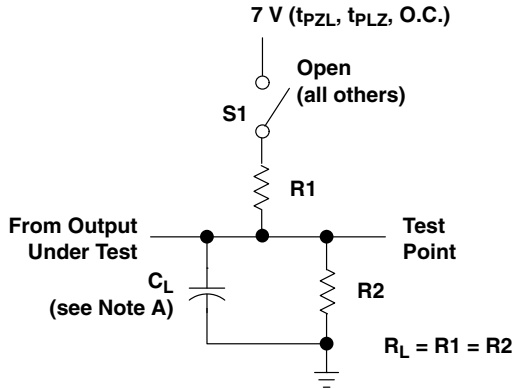 7 V (tPZL, tPLZ, O.C.)
Open
(all others)
S1
R1
From Output
Under Test
Test
Point
CL
(see Note A)
R2
RL = R1 = R2